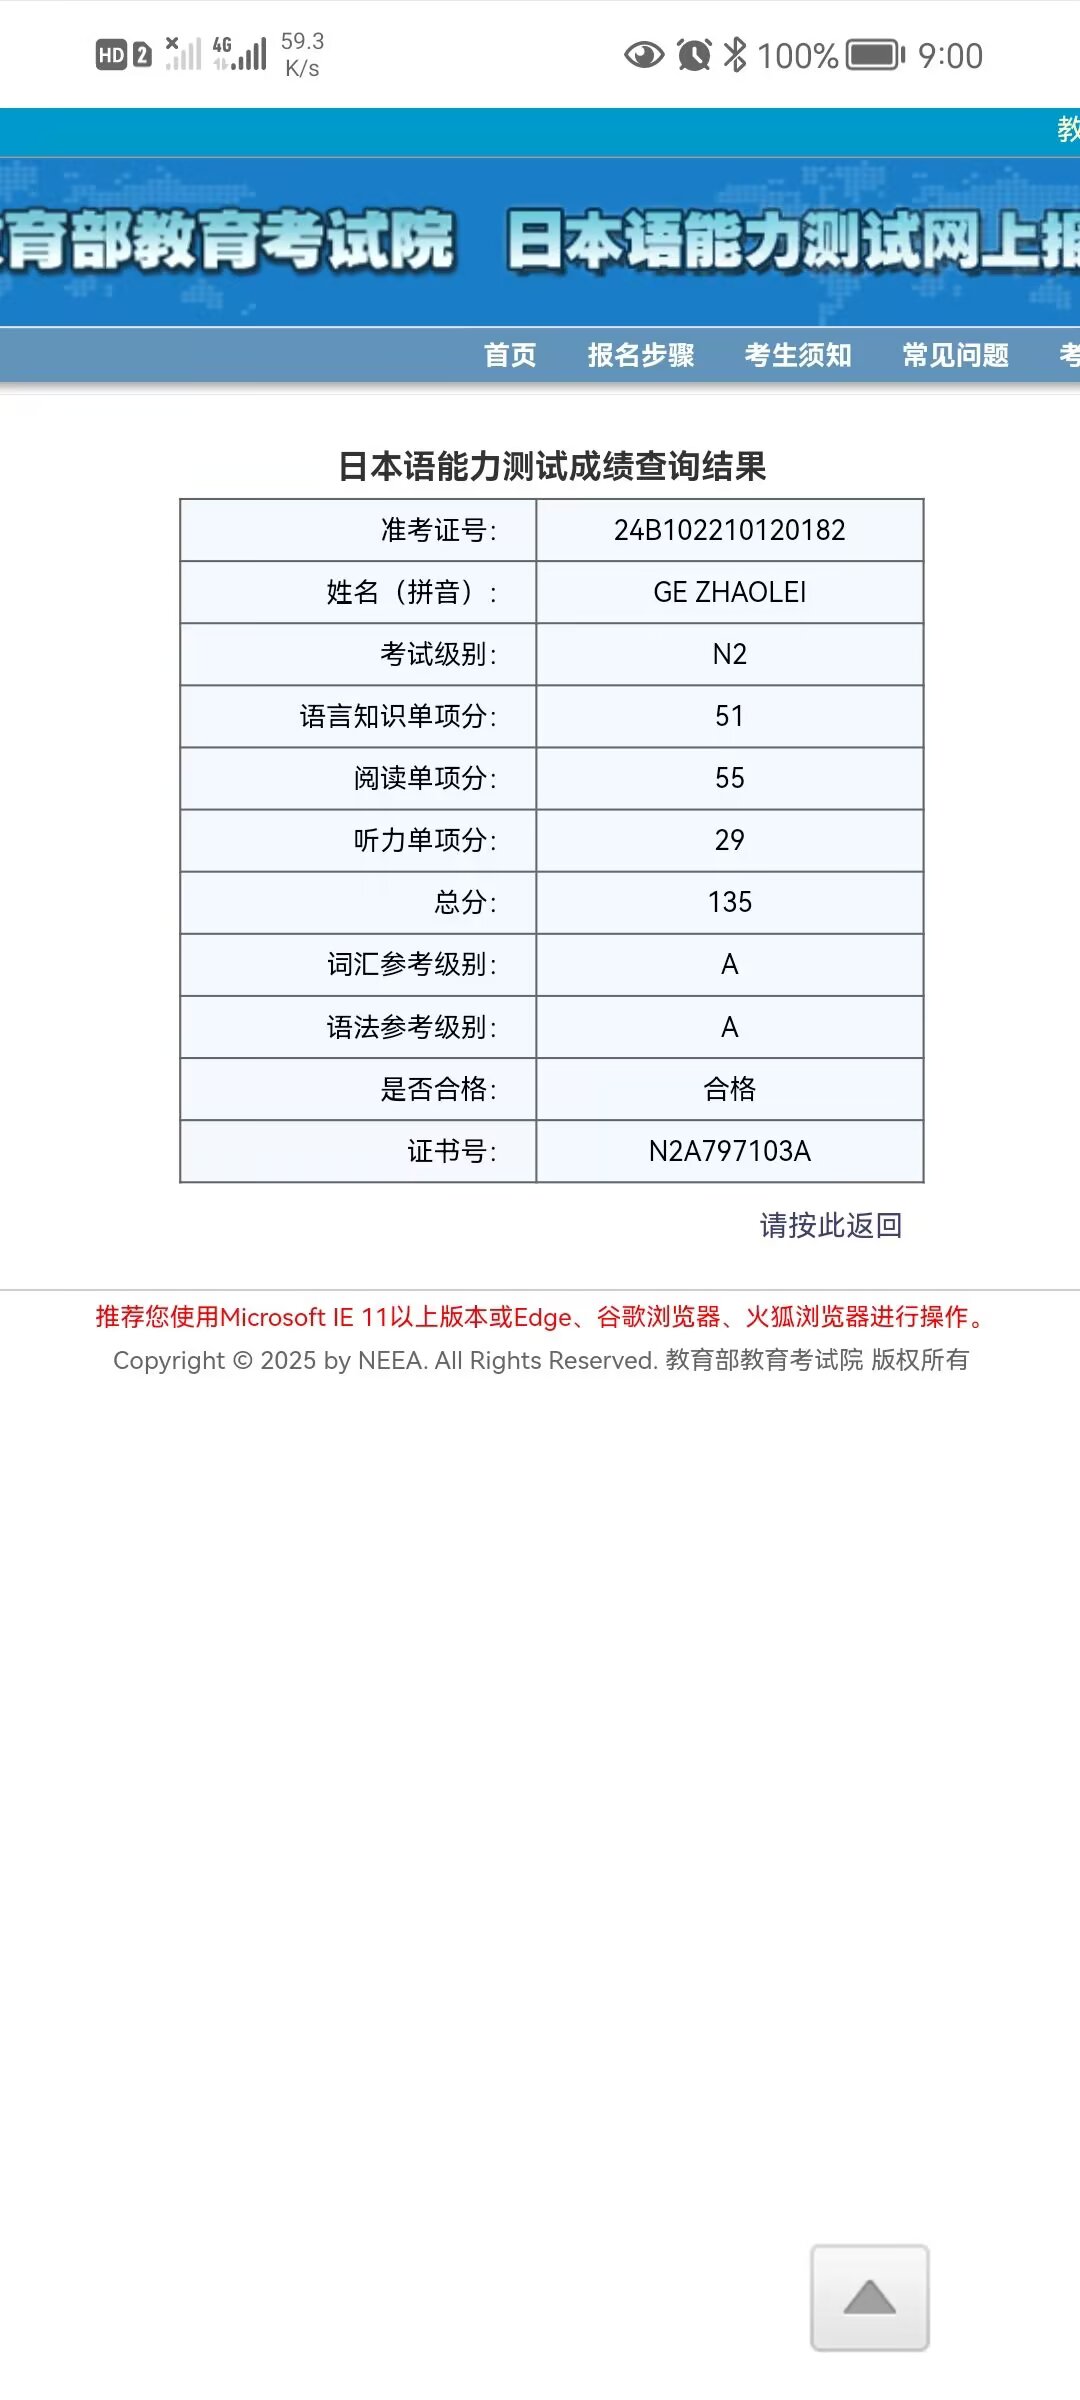 HD 2 4G 59.3 K/s 100% 9:00
教
育部教育考试院 日本语能力测试网上报
首页 报名步骤 考生须知 常见问题 考
日本语能力测试成绩查询结果
准考证号: 24B102210120182
姓名（拼音）: GE ZHAOLEI
考试级别: N2
语言知识单项分: 51
阅读单项分: 55
听力单项分: 29
总分: 135
词汇参考级别: A
语法参考级别: A
是否合格: 合格
证书号: N2A797103A
请按此返回
推荐您使用Microsoft IE 11以上版本或Edge、谷歌浏览器、火狐浏览器进行操作。
Copyright © 2025 by NEEA. All Rights Reserved. 教育部教育考试院 版权所有